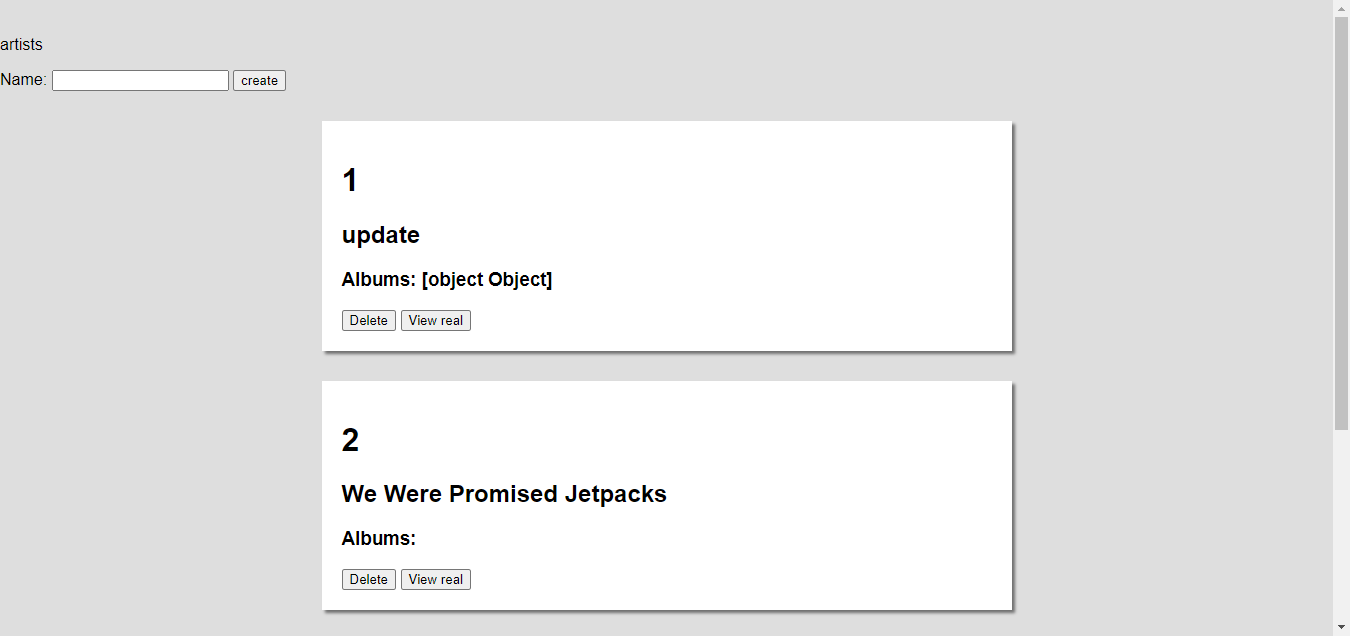 artists
Name: create
1
update
Albums: [object Object]
Delete View real
2
We Were Promised Jetpacks
Albums:
Delete View real